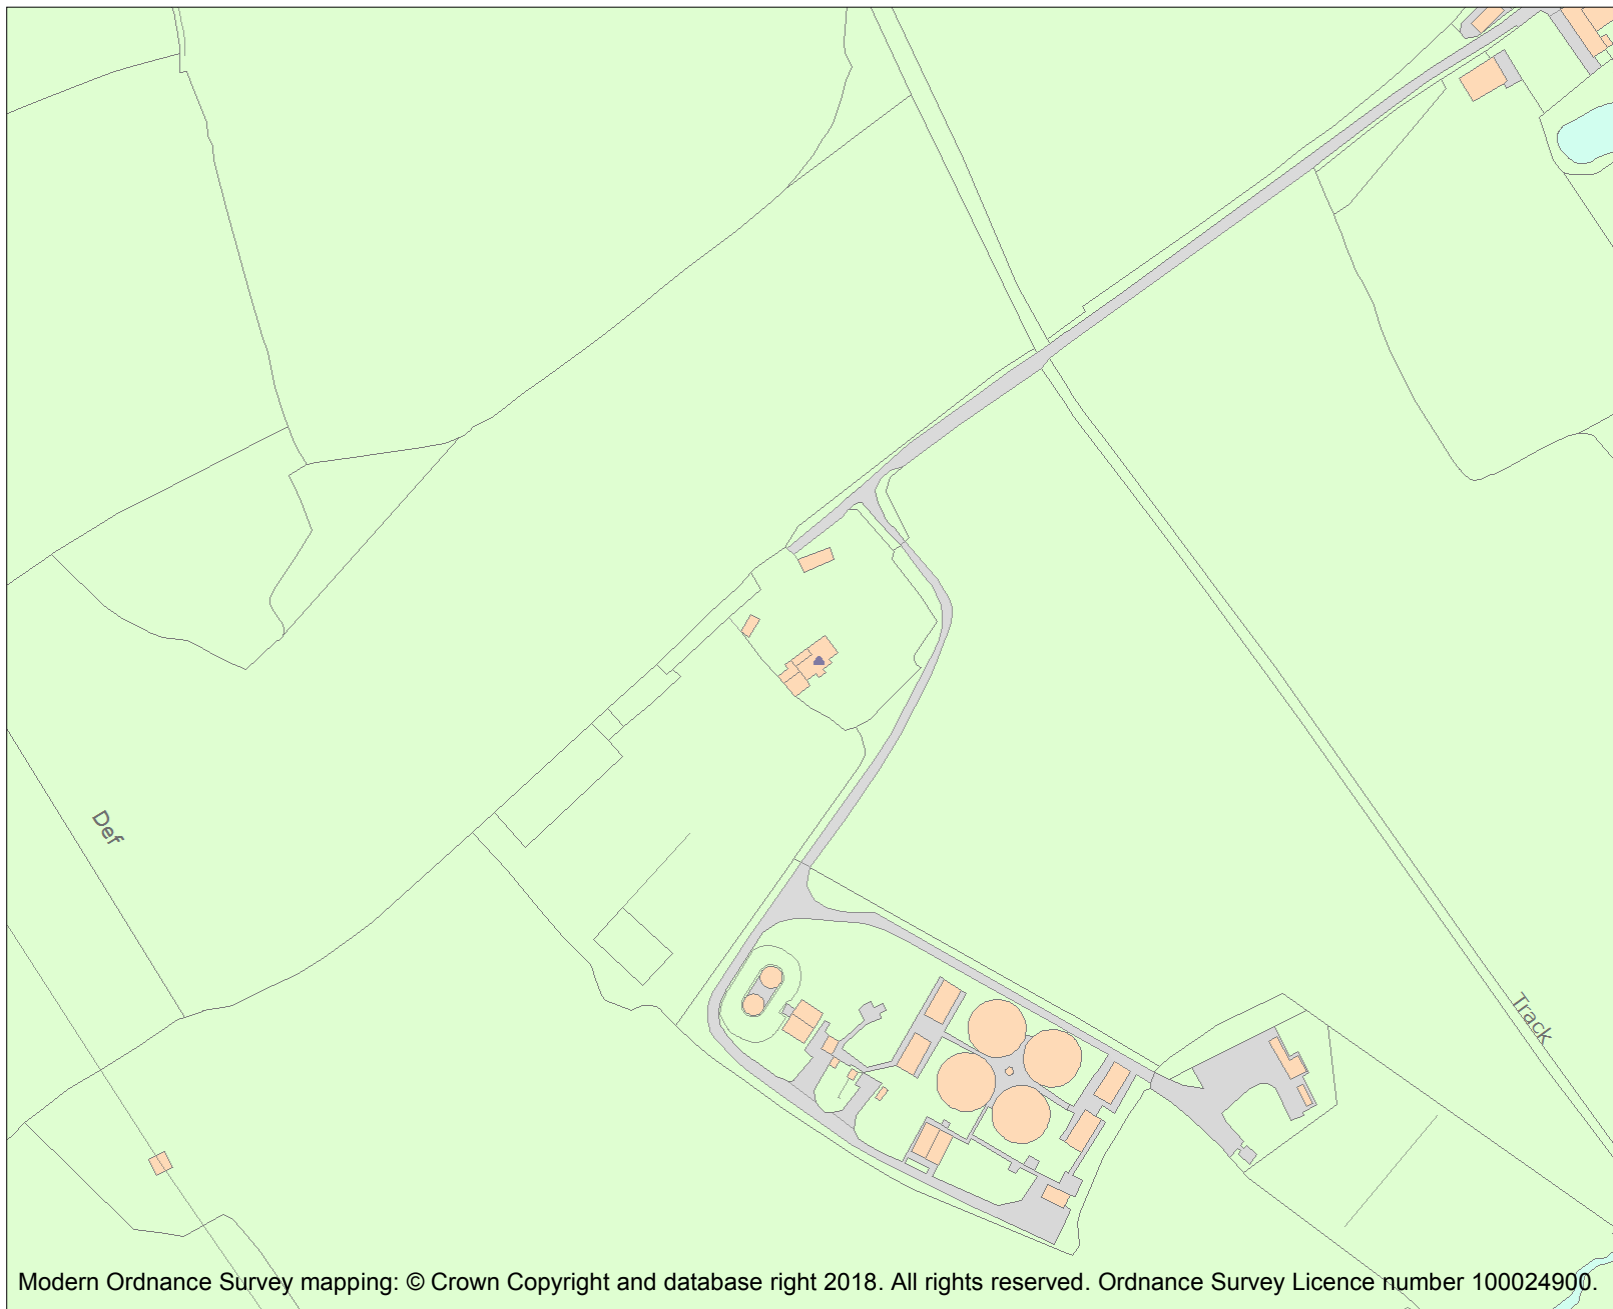 Def
Track
Modern Ordnance Survey mapping: © Crown Copyright and database right 2018. All rights reserved. Ordnance Survey Licence number 100024900.